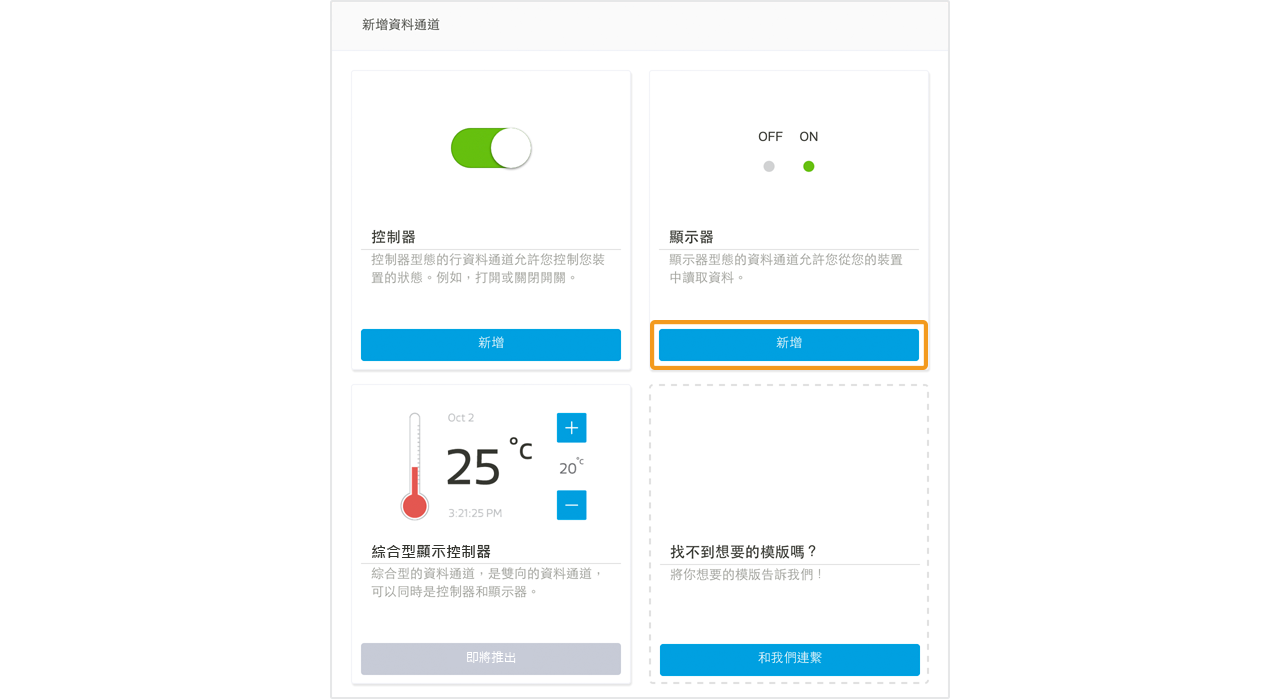 新增資料通道
OFF ON
控制器
控制器型態的行資料通道允許您控制您裝
置的狀態。例如，打開或關閉開關。
新增
顯示器
顯示器型態的資料通道允許您從您的裝置
中讀取資料。
新增
Oct 2
25 °C
3:21:25 PM
+
20°c
−
綜合型顯示控制器
綜合型的資料通道，是雙向的資料通道，
可以同時是控制器和顯示器。
即將推出
找不到想要的模版嗎？
將你想要的模版告訴我們！
和我們連繫